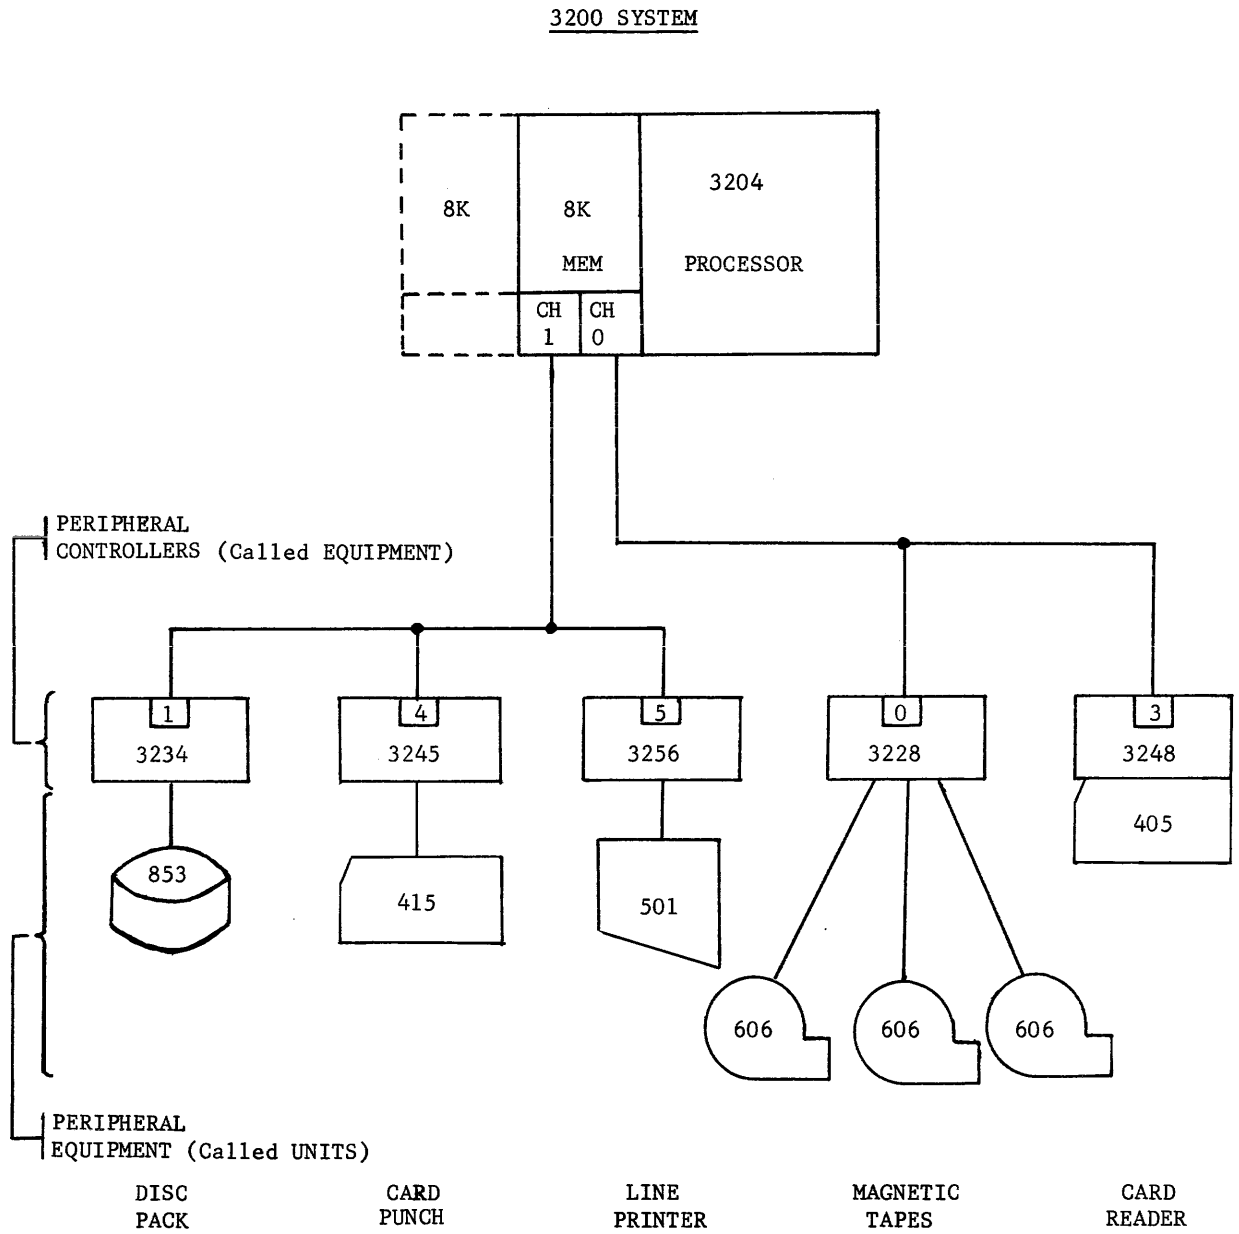 3200 SYSTEM
3204
8K
8K
MEM
PROCESSOR
CH
1
CH
0
PERIPHERAL
CONTROLLERS (Called EQUIPMENT)
1
3234
4
3245
5
3256
0
3228
3
3248
405
853
415
501
606
606
606
PERIPHERAL
EQUIPMENT (Called UNITS)
DISC
PACK
CARD
PUNCH
LINE
PRINTER
MAGNETIC
TAPES
CARD
READER